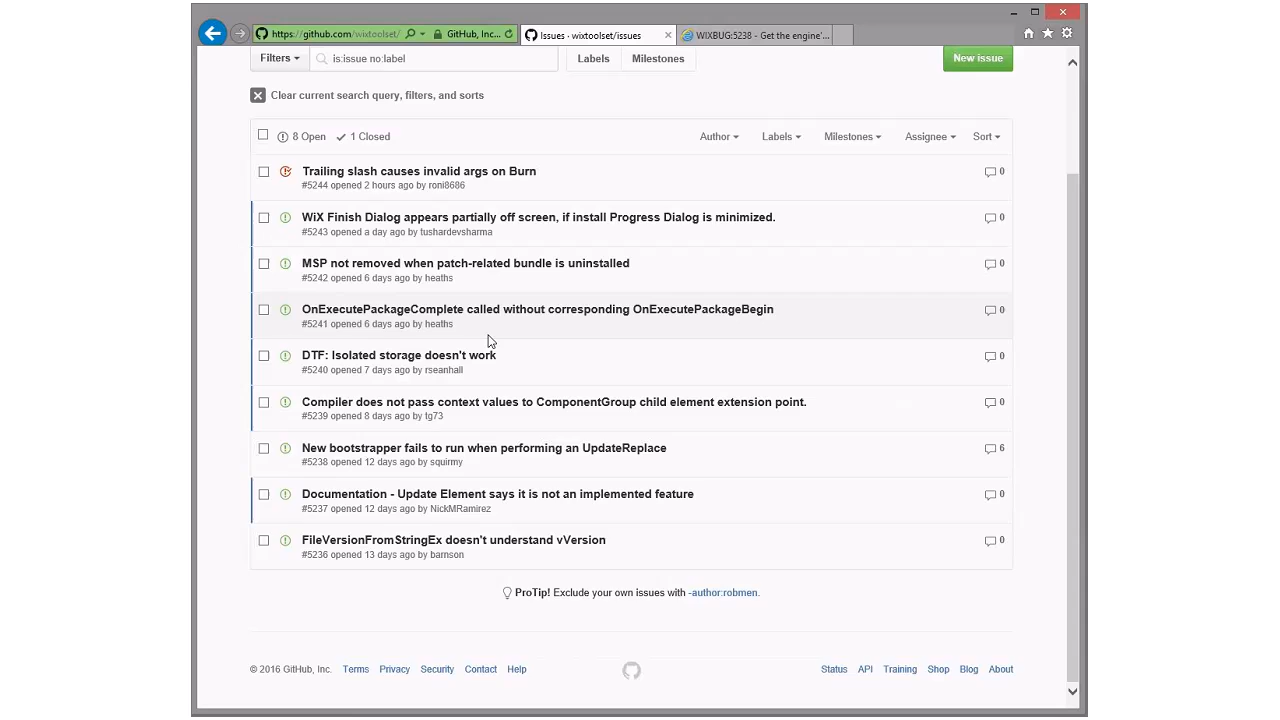 https://github.com/wixtoolset/ GitHub, Inc... Issues · wixtoolset/issues WIXBUG:5238 - Get the engine'...
Filters is:issue no:label Labels Milestones New issue
Clear current search query, filters, and sorts
8 Open 1 Closed Author Labels Milestones Assignee Sort
Trailing slash causes invalid args on Burn 0
#5244 opened 2 hours ago by roni8686
WiX Finish Dialog appears partially off screen, if install Progress Dialog is minimized. 0
#5243 opened a day ago by tushardevsharma
MSP not removed when patch-related bundle is uninstalled 0
#5242 opened 6 days ago by heaths
OnExecutePackageComplete called without corresponding OnExecutePackageBegin 0
#5241 opened 6 days ago by heaths
DTF: Isolated storage doesn't work 0
#5240 opened 7 days ago by rseanhall
Compiler does not pass context values to ComponentGroup child element extension point. 0
#5239 opened 8 days ago by tg73
New bootstrapper fails to run when performing an UpdateReplace 6
#5238 opened 12 days ago by squirmy
Documentation - Update Element says it is not an implemented feature 0
#5237 opened 12 days ago by NickMRamirez
FileVersionFromStringEx doesn't understand vVersion 0
#5236 opened 13 days ago by barnson
ProTip! Exclude your own issues with -author:robmen.
© 2016 GitHub, Inc. Terms Privacy Security Contact Help Status API Training Shop Blog About